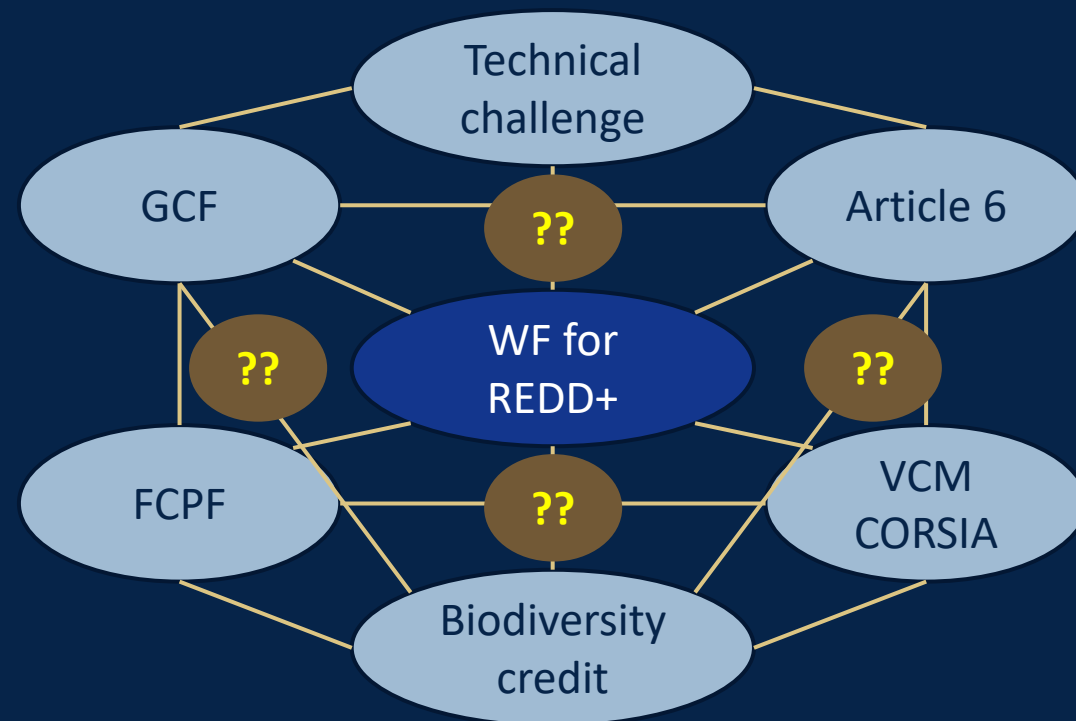 Technical
challenge
GCF
Article 6
??
WF for
REDD+
??
??
FCPF
??
VCM
CORSIA
Biodiversity
credit